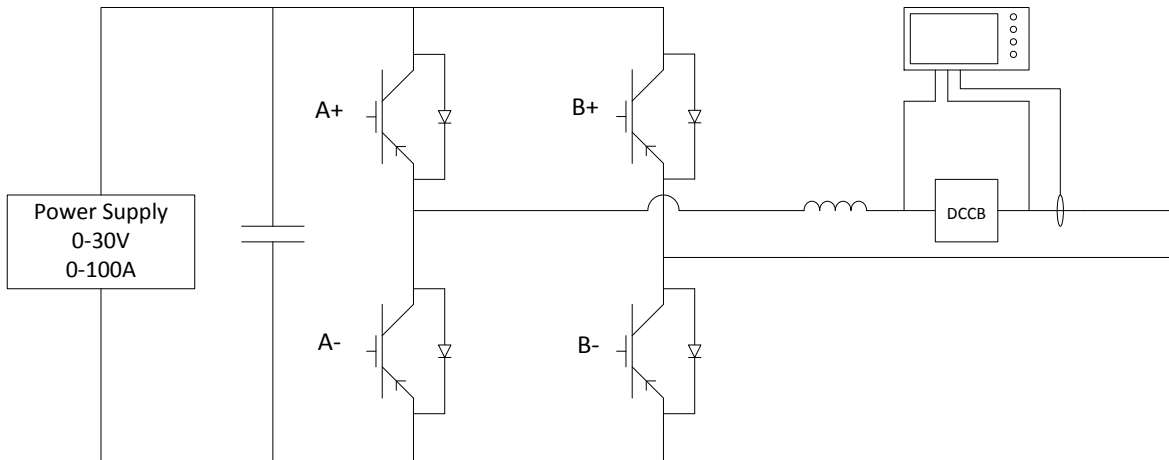 A+
B+
Power Supply
0-30V
0-100A
DCCB
A-
B-